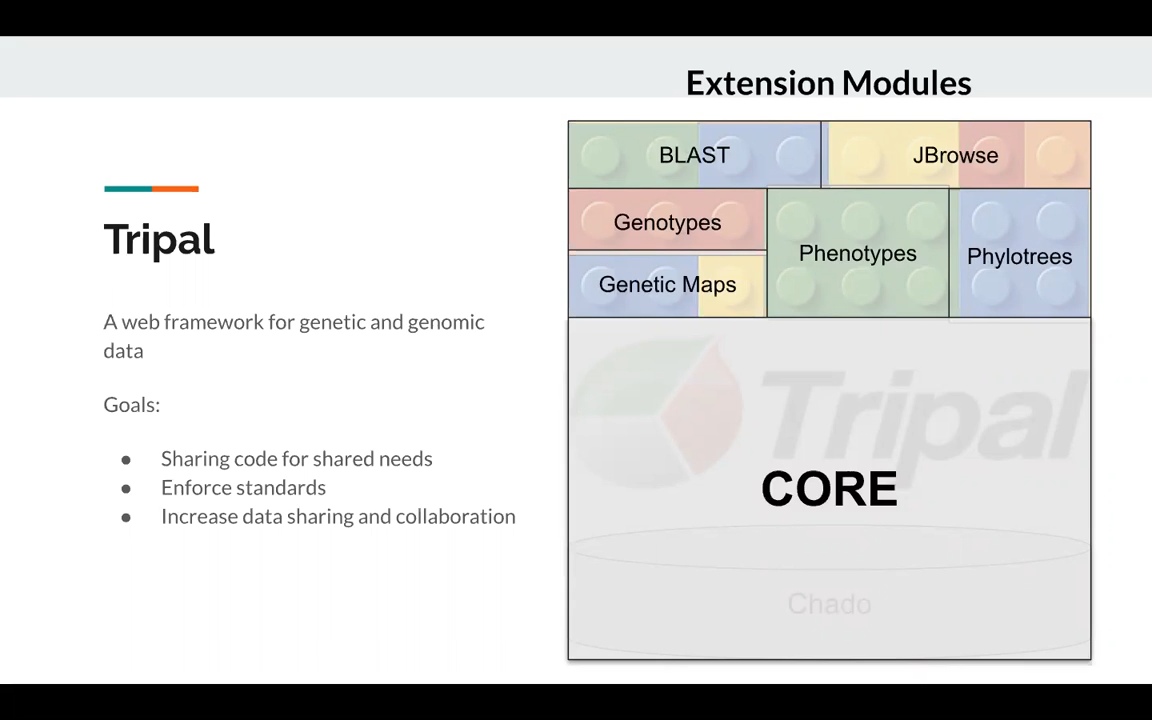 Extension Modules
Tripal
A web framework for genetic and genomic
data
Goals:
● Sharing code for shared needs
● Enforce standards
● Increase data sharing and collaboration
BLAST
JBrowse
Genotypes
Phenotypes
Phylotrees
Genetic Maps
Tripal
CORE
Chado